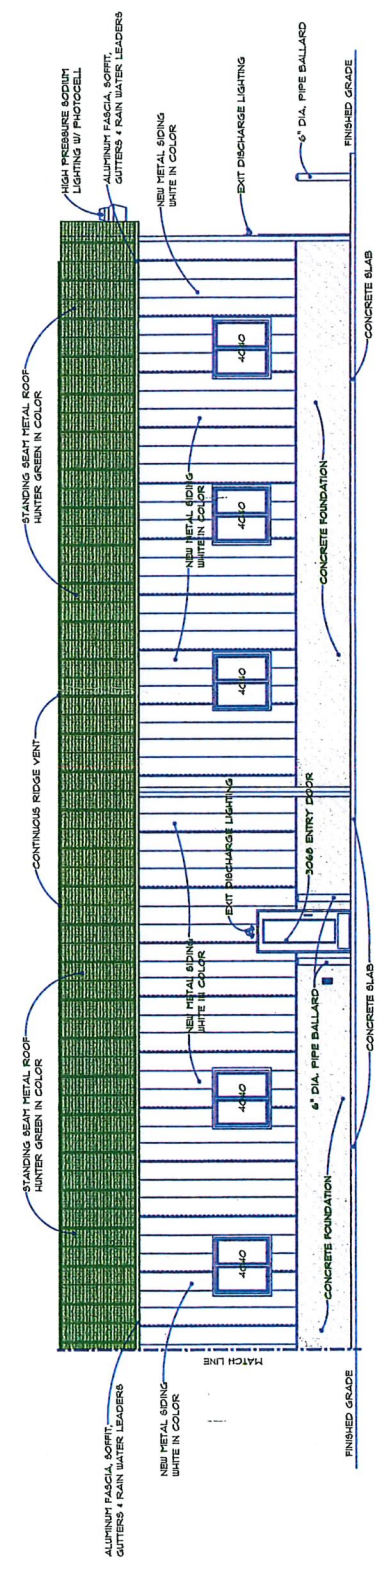 HIGH PRESSURE SODIUM
LIGHTING W/ PHOTOCELL
ALUMINUM FASCIA, SOFFIT,
GUTTERS & RAIN WATER LEADERS
NEW METAL SIDING
WHITE IN COLOR
EXIT DISCHARGE LIGHTING
6" DIA. PIPE BALLARD
FINISHED GRADE
STANDING SEAM METAL ROOF
HUNTER GREEN IN COLOR
4040
CONCRETE SLAB
NEW METAL SIDING
WHITE IN COLOR
4040
CONCRETE FOUNDATION
4040
CONTINUOUS RIDGE VENT
EXIT DISCHARGE LIGHTING
3068 ENTRY DOOR
NEW METAL SIDING
WHITE IN COLOR
6" DIA. PIPE BALLARD
CONCRETE SLAB
STANDING SEAM METAL ROOF
HUNTER GREEN IN COLOR
4040
4040
CONCRETE FOUNDATION
MATCH LINE
ALUMINUM FASCIA, SOFFIT,
GUTTERS & RAIN WATER LEADERS
NEW METAL SIDING
WHITE IN COLOR
FINISHED GRADE